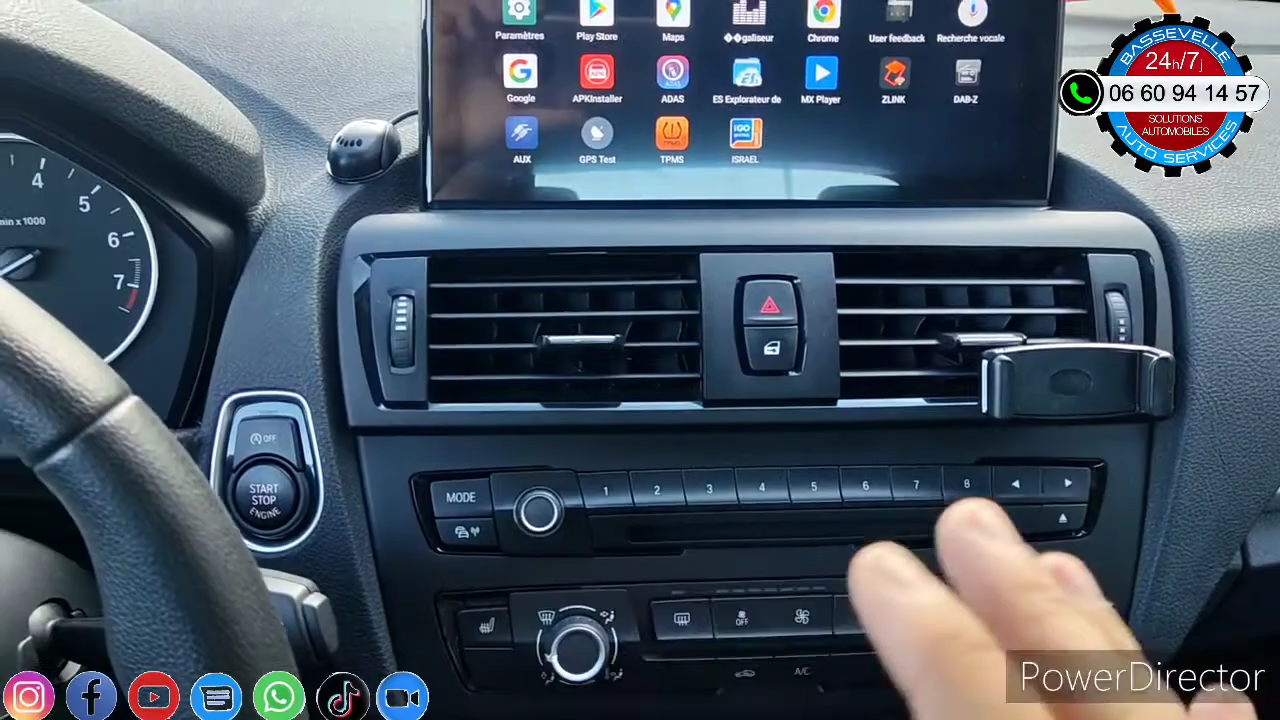 Paramètres
Play Store
Maps
��galiseur
Chrome
User feedback
Recherche vocale
Google
APKInstaller
ADAS
ES Explorateur de
MX Player
ZLINK
DAB-Z
AUX
GPS Test
TPMS
ISRAEL
BASSEVELLE
24h/7j
06 60 94 14 57
SOLUTIONS
AUTOMOBILES
AUTO SERVICES
1
4
5
6
7
min x 1000
OFF
START
STOP
ENGINE
MODE
1 2 3 4 5 6 7 8
OFF
A/C
PowerDirector